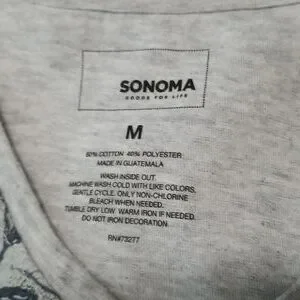 SONOMA
GOODS FOR LIFE
M
60% COTTON 40% POLYESTER
MADE IN GUATEMALA
WASH INSIDE OUT.
MACHINE WASH COLD WITH LIKE COLORS,
GENTLE CYCLE. ONLY NON-CHLORINE
BLEACH WHEN NEEDED.
TUMBLE DRY LOW. WARM IRON IF NEEDED.
DO NOT IRON DECORATION.
RN#73277